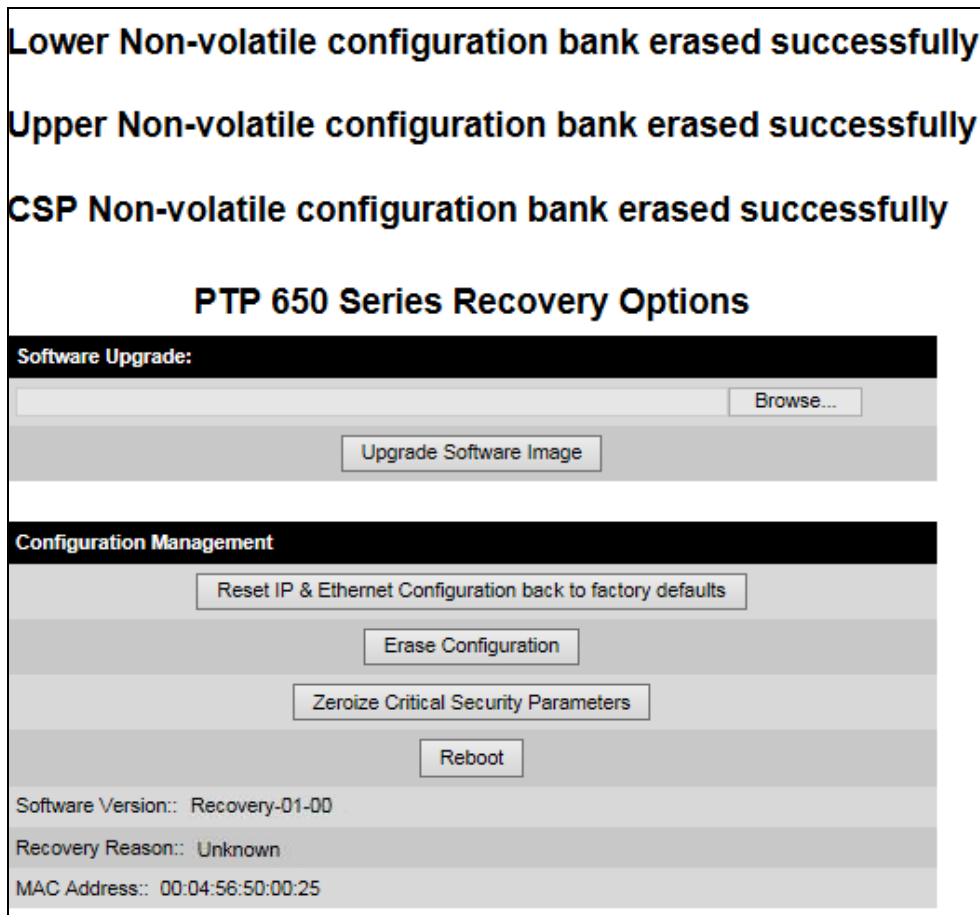 Lower Non-volatile configuration bank erased successfully
Upper Non-volatile configuration bank erased successfully
CSP Non-volatile configuration bank erased successfully
PTP 650 Series Recovery Options
Software Upgrade:
Browse...
Upgrade Software Image
Configuration Management
Reset IP & Ethernet Configuration back to factory defaults
Erase Configuration
Zeroize Critical Security Parameters
Reboot
Software Version:: Recovery-01-00
Recovery Reason:: Unknown
MAC Address:: 00:04:56:50:00:25